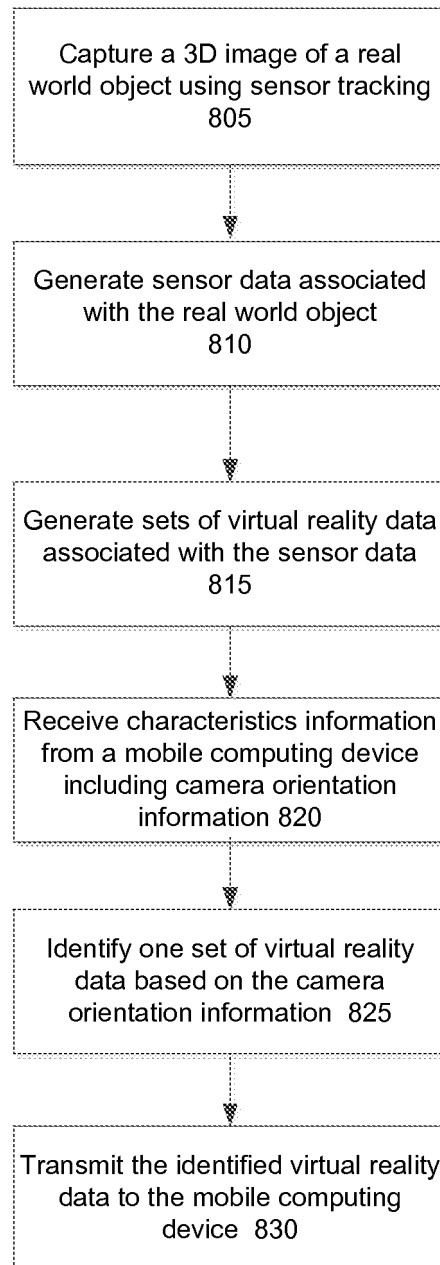 Capture a 3D image of a real
world object using sensor tracking
805
Generate sensor data associated
with the real world object
810
Generate sets of virtual reality data
associated with the sensor data
815
Receive characteristics information
from a mobile computing device
including camera orientation
information 820
Identify one set of virtual reality
data based on the camera
orientation information 825
Transmit the identified virtual reality
data to the mobile computing
device 830